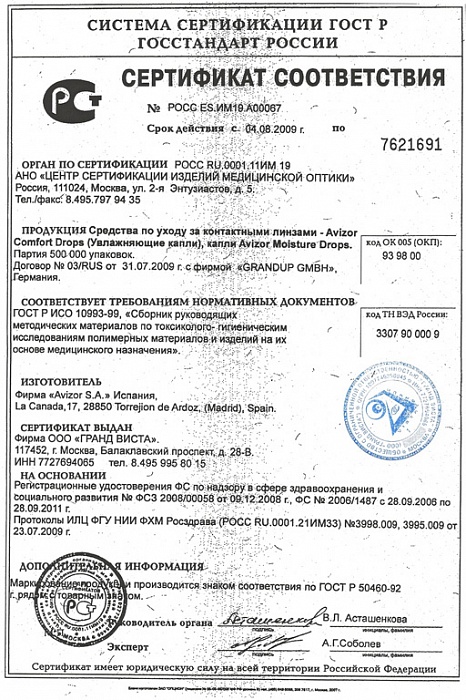 СИСТЕМА СЕРТИФИКАЦИИ ГОСТ Р
ГОССТАНДАРТ РОССИИ
СЕРТИФИКАТ СООТВЕТСТВИЯ
№ РОСС ES.ИМ19.А00067
Срок действия с 04.08.2009 г. по
7621691
ОРГАН ПО СЕРТИФИКАЦИИ РОСС RU.0001.11ИМ 19
АНО «ЦЕНТР СЕРТИФИКАЦИИ ИЗДЕЛИЙ МЕДИЦИНСКОЙ ОПТИКИ»
Россия, 111024, Москва, ул. 2-я Энтузиастов, д. 5.
Тел./факс. 8.495.797 94 35
ПРОДУКЦИЯ Средства по уходу за контактными линзами - Avizor
Comfort Drops (Увлажняющие капли), капли Avizor Moisture Drops.
Партия 500 000 упаковок.
Договор № 03/RUS от 31.07.2009 г. с фирмой «GRANDUP GMBH»,
Германия.
код ОК 005 (ОКП):
93 98 00
СООТВЕТСТВУЕТ ТРЕБОВАНИЯМ НОРМАТИВНЫХ ДОКУМЕНТОВ
ГОСТ Р ИСО 10993-99, «Сборник руководящих
методических материалов по токсиколого- гигиеническим
исследованиям полимерных материалов и изделий на их
основе медицинского назначения».
код ТН ВЭД России:
3307 90 000 9
ИЗГОТОВИТЕЛЬ
Фирма «Avizor S.A.» Испания,
La Canada,17, 28850 Torrejion de Ardoz, (Madrid), Spain.
СЕРТИФИКАТ ВЫДАН
Фирма ООО «ГРАНД ВИСТА».
117452, г. Москва, Балаклавский проспект, д. 28-В.
ИНН 7727694065 тел. 8.495 995 80 15
НА ОСНОВАНИИ
Регистрационные удостоверения ФС по надзору в сфере здравоохранения и
социального развития № ФСЗ 2008/00058 от 09.12.2008 г., ФС № 2006/1487 с 28.09.2006 по
28.09.2011 г.
Протоколы ИЛЦ ФГУ НИИ ФХМ Росздрава (РОСС RU.0001.21ИМ33) №3998.009, 3995.009 от
23.07.2009 г.
ДОПОЛНИТЕЛЬНАЯ ИНФОРМАЦИЯ
Маркирование продукции производится знаком соответствия по ГОСТ Р 50460-92
г. рядом с товарным знаком.
Руководитель органа В.Л. Асташенкова
подпись инициалы, фамилия
Эксперт А.Г.Соболев
подпись инициалы, фамилия
Сертификат имеет юридическую силу на всей территории Российской Федерации